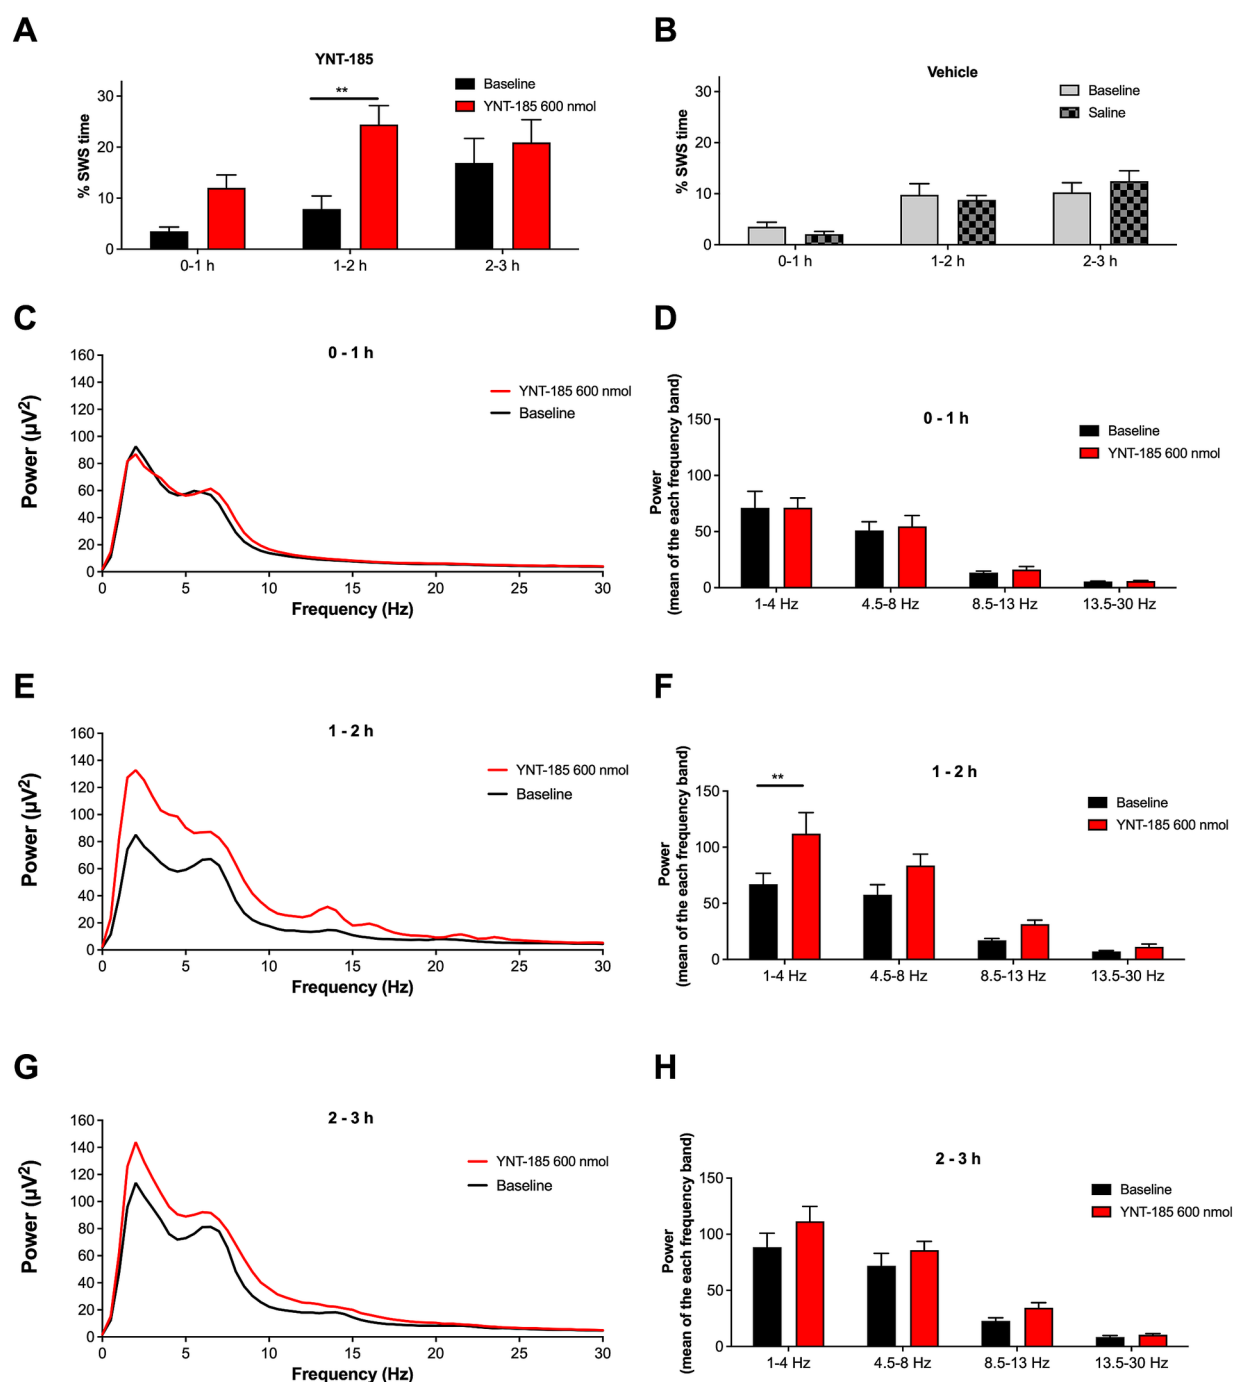 A
YNT-185
Baseline
YNT-185 600 nmol
**
% SWS time
30
20
10
0
0-1 h
1-2 h
2-3 h
B
Vehicle
Baseline
Saline
% SWS time
30
20
10
0
0-1 h
1-2 h
2-3 h
C
0 - 1 h
YNT-185 600 nmol
Baseline
Power (µV²)
160
140
120
100
80
60
40
20
0
0
5
10
15
20
25
30
Frequency (Hz)
D
0 - 1 h
Baseline
YNT-185 600 nmol
Power
(mean of the each frequency band)
150
100
50
0
1-4 Hz
4.5-8 Hz
8.5-13 Hz
13.5-30 Hz
E
1 - 2 h
YNT-185 600 nmol
Baseline
Power (µV²)
160
140
120
100
80
60
40
20
0
0
5
10
15
20
25
30
Frequency (Hz)
F
1 - 2 h
**
Baseline
YNT-185 600 nmol
Power
(mean of the each frequency band)
150
100
50
0
1-4 Hz
4.5-8 Hz
8.5-13 Hz
13.5-30 Hz
G
2 - 3 h
YNT-185 600 nmol
Baseline
Power (µV²)
160
140
120
100
80
60
40
20
0
0
5
10
15
20
25
30
Frequency (Hz)
H
2 - 3 h
Baseline
YNT-185 600 nmol
Power
(mean of the each frequency band)
150
100
50
0
1-4 Hz
4.5-8 Hz
8.5-13 Hz
13.5-30 Hz